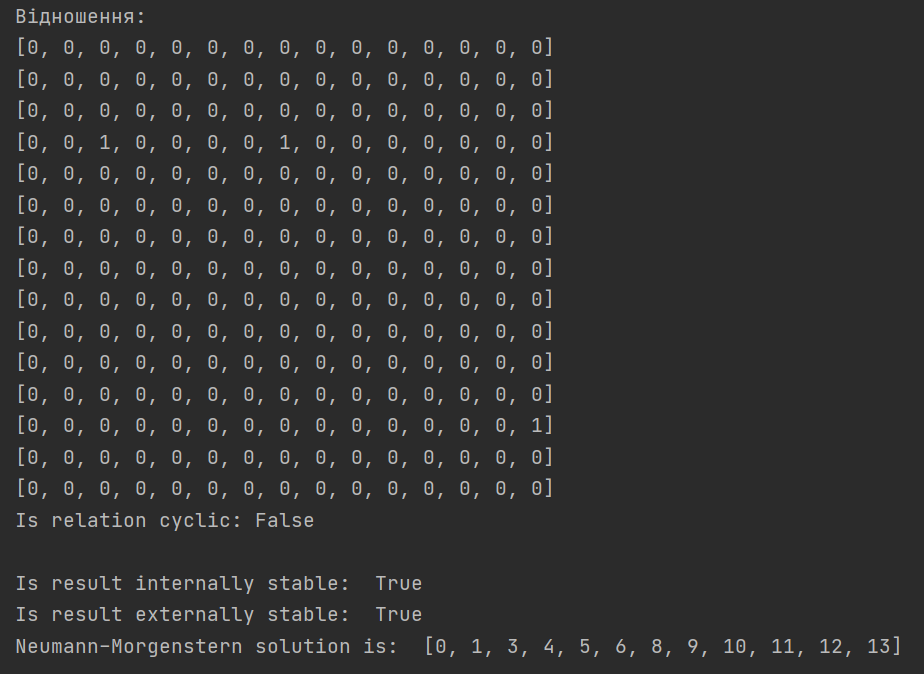 Відношення:
[0, 0, 0, 0, 0, 0, 0, 0, 0, 0, 0, 0, 0, 0, 0]
[0, 0, 0, 0, 0, 0, 0, 0, 0, 0, 0, 0, 0, 0, 0]
[0, 0, 0, 0, 0, 0, 0, 0, 0, 0, 0, 0, 0, 0, 0]
[0, 0, 1, 0, 0, 0, 0, 1, 0, 0, 0, 0, 0, 0, 0]
[0, 0, 0, 0, 0, 0, 0, 0, 0, 0, 0, 0, 0, 0, 0]
[0, 0, 0, 0, 0, 0, 0, 0, 0, 0, 0, 0, 0, 0, 0]
[0, 0, 0, 0, 0, 0, 0, 0, 0, 0, 0, 0, 0, 0, 0]
[0, 0, 0, 0, 0, 0, 0, 0, 0, 0, 0, 0, 0, 0, 0]
[0, 0, 0, 0, 0, 0, 0, 0, 0, 0, 0, 0, 0, 0, 0]
[0, 0, 0, 0, 0, 0, 0, 0, 0, 0, 0, 0, 0, 0, 0]
[0, 0, 0, 0, 0, 0, 0, 0, 0, 0, 0, 0, 0, 0, 0]
[0, 0, 0, 0, 0, 0, 0, 0, 0, 0, 0, 0, 0, 0, 0]
[0, 0, 0, 0, 0, 0, 0, 0, 0, 0, 0, 0, 0, 0, 1]
[0, 0, 0, 0, 0, 0, 0, 0, 0, 0, 0, 0, 0, 0, 0]
[0, 0, 0, 0, 0, 0, 0, 0, 0, 0, 0, 0, 0, 0, 0]
Is relation cyclic: False
Is result internally stable:  True
Is result externally stable:  True
Neumann-Morgenstern solution is:  [0, 1, 3, 4, 5, 6, 8, 9, 10, 11, 12, 13]